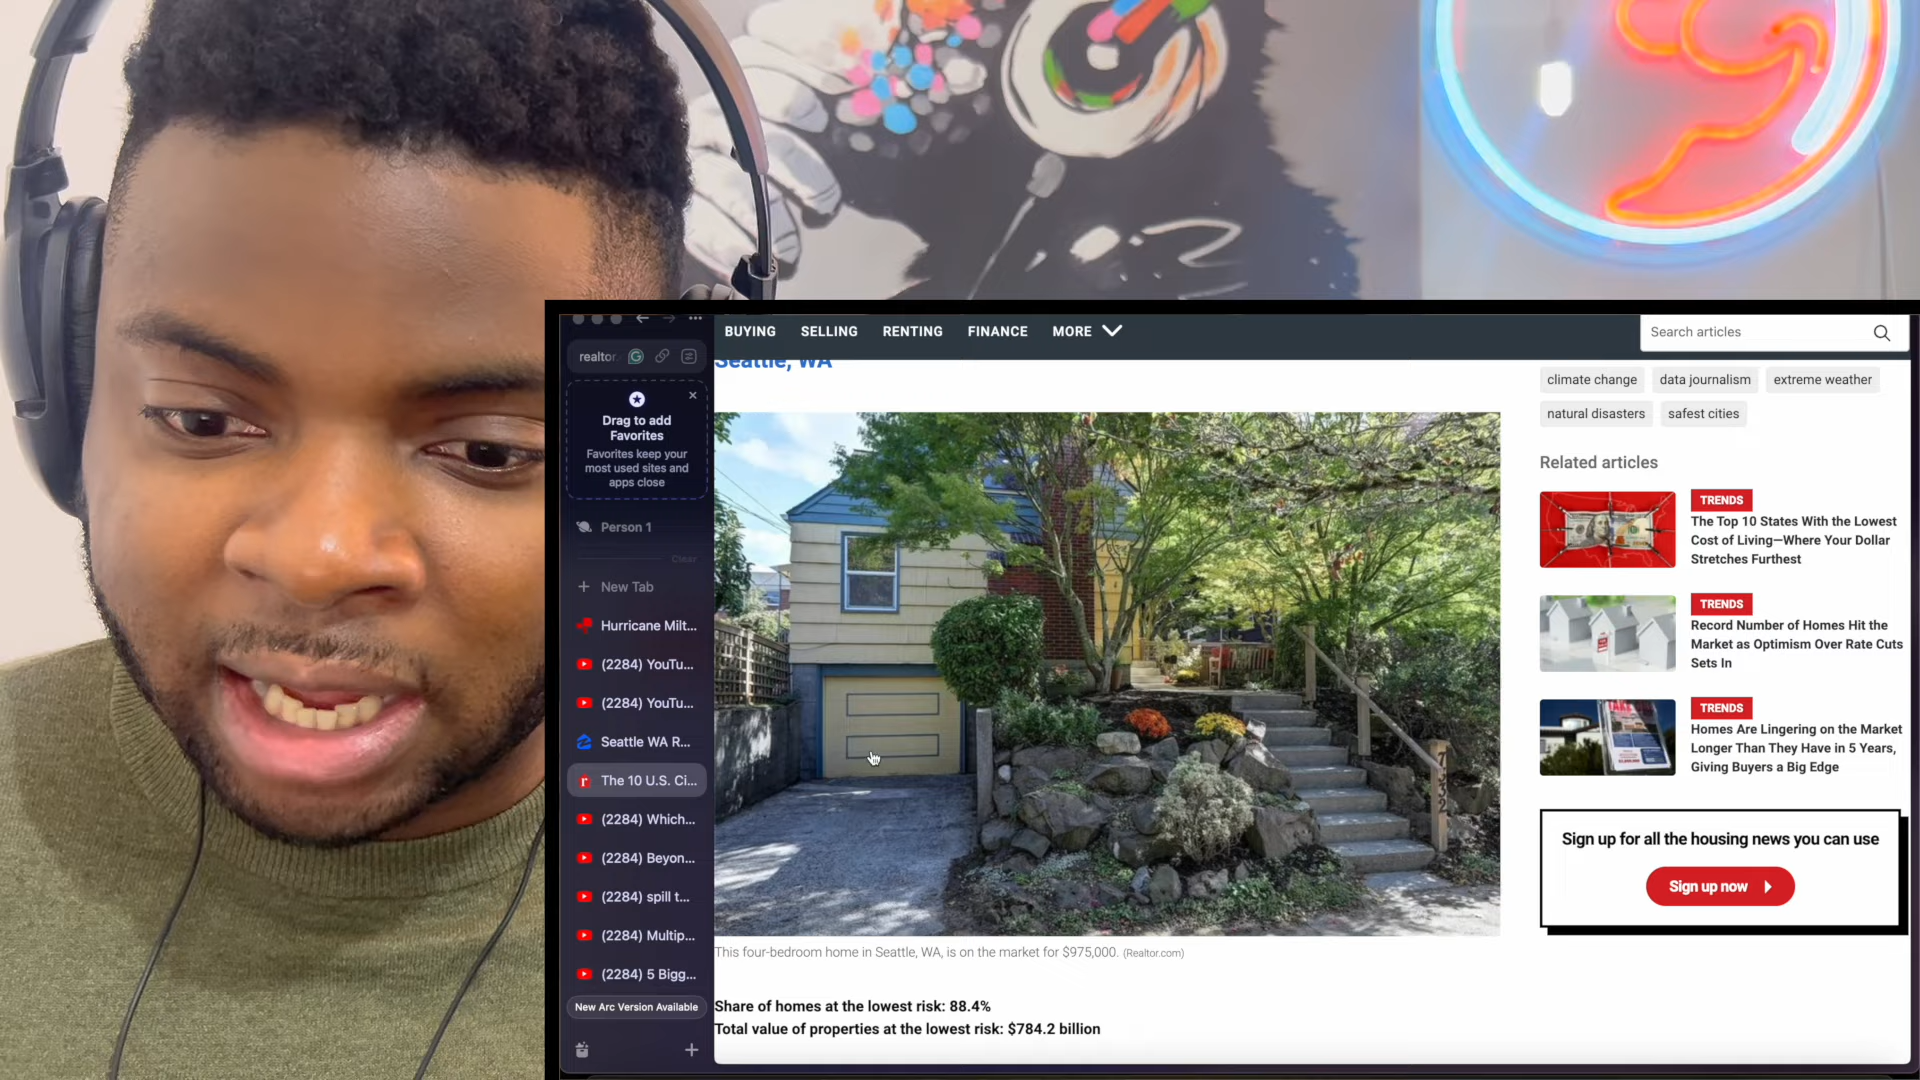 BUYING SELLING RENTING FINANCE MORE
Search articles
realtor.
Drag to add
Favorites
Favorites keep your
most used sites and
apps close
Person 1
Clear
New Tab
Hurricane Milt...
(2284) YouTu...
(2284) YouTu...
Seattle WA R...
The 10 U.S. Ci...
(2284) Which...
(2284) Beyon...
(2284) spill t...
(2284) Multip...
(2284) 5 Bigg...
New Arc Version Available
Seattle, WA
7332
This four-bedroom home in Seattle, WA, is on the market for $975,000. (Realtor.com)
Share of homes at the lowest risk: 88.4%
Total value of properties at the lowest risk: $784.2 billion
climate change data journalism extreme weather
natural disasters safest cities
Related articles
TRENDS
The Top 10 States With the Lowest
Cost of Living—Where Your Dollar
Stretches Furthest
TRENDS
Record Number of Homes Hit the
Market as Optimism Over Rate Cuts
Sets In
TRENDS
Homes Are Lingering on the Market
Longer Than They Have in 5 Years,
Giving Buyers a Big Edge
Sign up for all the housing news you can use
Sign up now